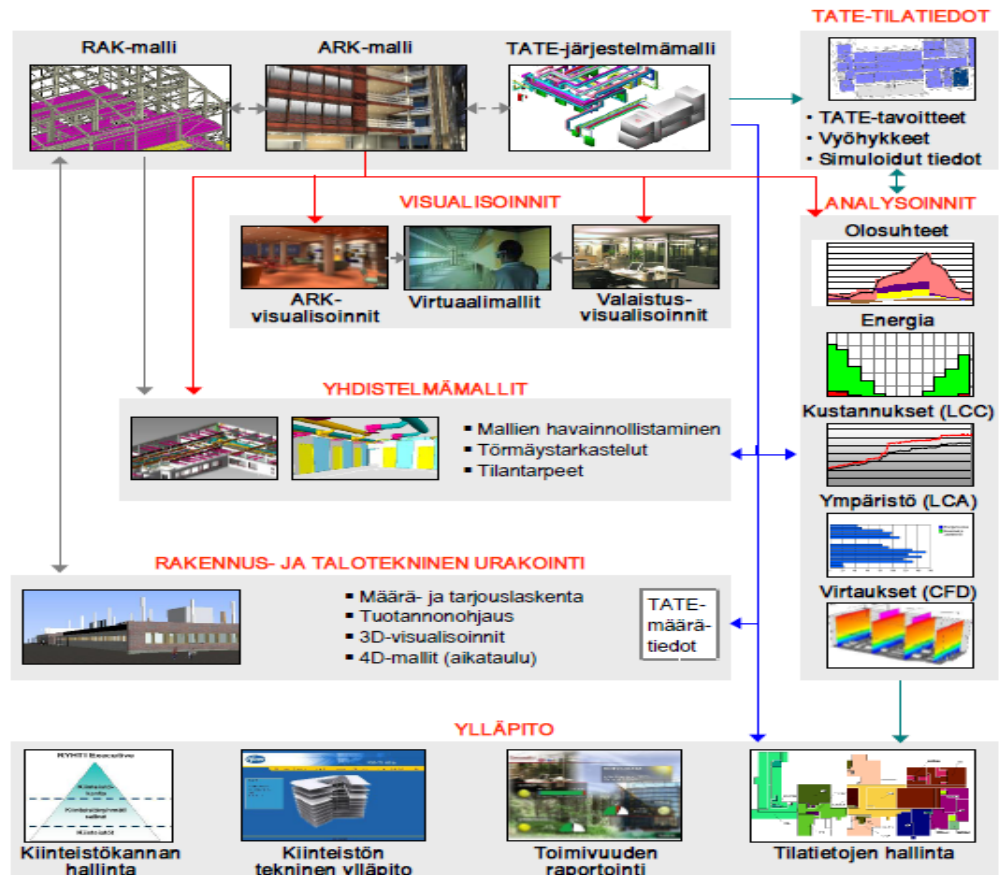 TATE-TILATIEDOT
RAK-malli
ARK-malli
TATE-järjestelmämalli
▪ TATE-tavoitteet
▪ Vyöhykkeet
▪ Simuloidut tiedot
VISUALISOINNIT
ARK-
visualisoinnit
Virtuaalimallit
Valaistus-
visualisoinnit
ANALYSOINNIT
Olosuhteet
Energia
Kustannukset (LCC)
Ympäristö (LCA)
Virtaukset (CFD)
YHDISTELMÄMALLIT
▪ Mallien havainnollistaminen
▪ Törmäystarkastelut
▪ Tilantarpeet
RAKENNUS- JA TALOTEKNINEN URAKOINTI
▪ Määrä- ja tarjouslaskenta
▪ Tuotannonohjaus
▪ 3D-visualisoinnit
▪ 4D-mallit (aikataulu)
TATE-
määrä-
tiedot
YLLÄPITO
RYHTI Executive
Kiinteistökannan
hallinta
Kiinteistön
tekninen ylläpito
Toimivuuden
raportointi
Tilatietojen hallinta